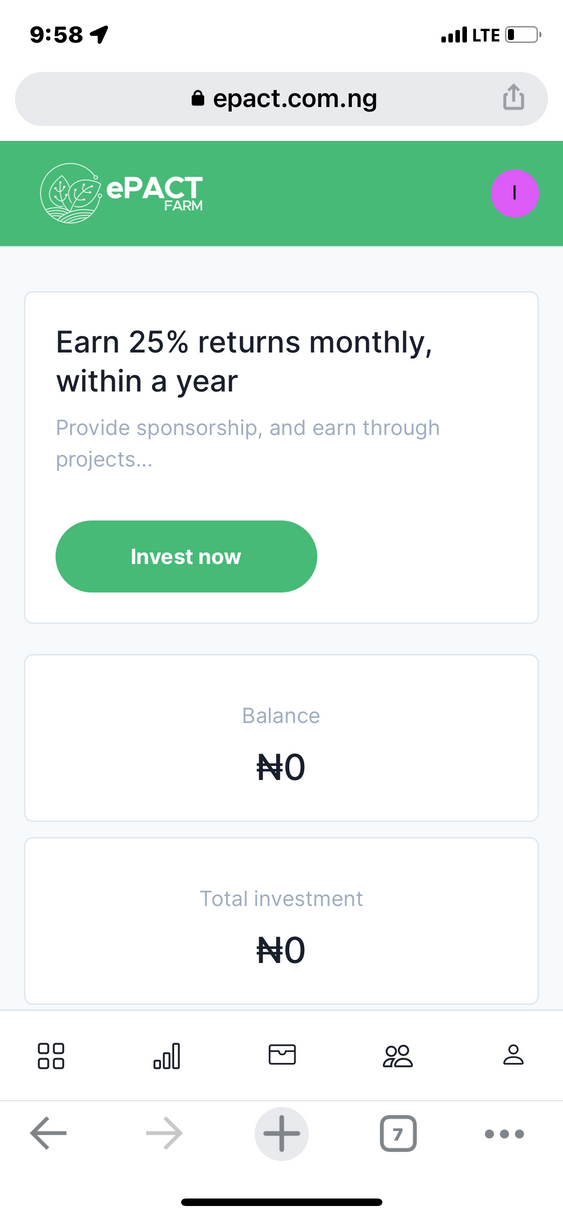 9:58
LTE
epact.com.ng
ePACT
FARM
I
Earn 25% returns monthly,
within a year
Provide sponsorship, and earn through
projects...
Invest now
Balance
₦0
Total investment
₦0
7